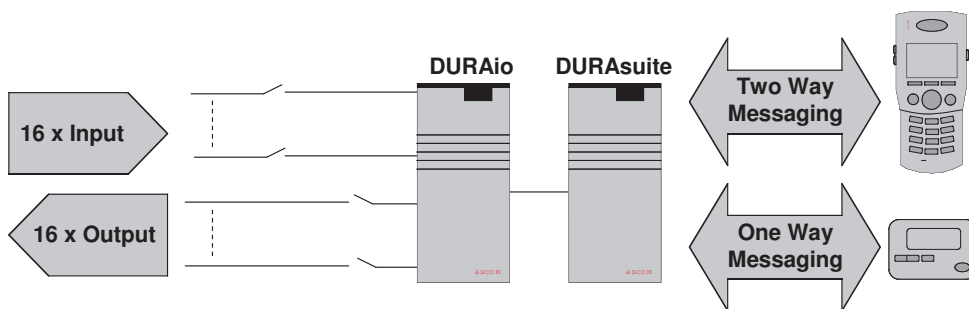 DURAio
DURAsuite
16 x Input
Two Way
Messaging
16 x Output
One Way
Messaging
ascom
ascom